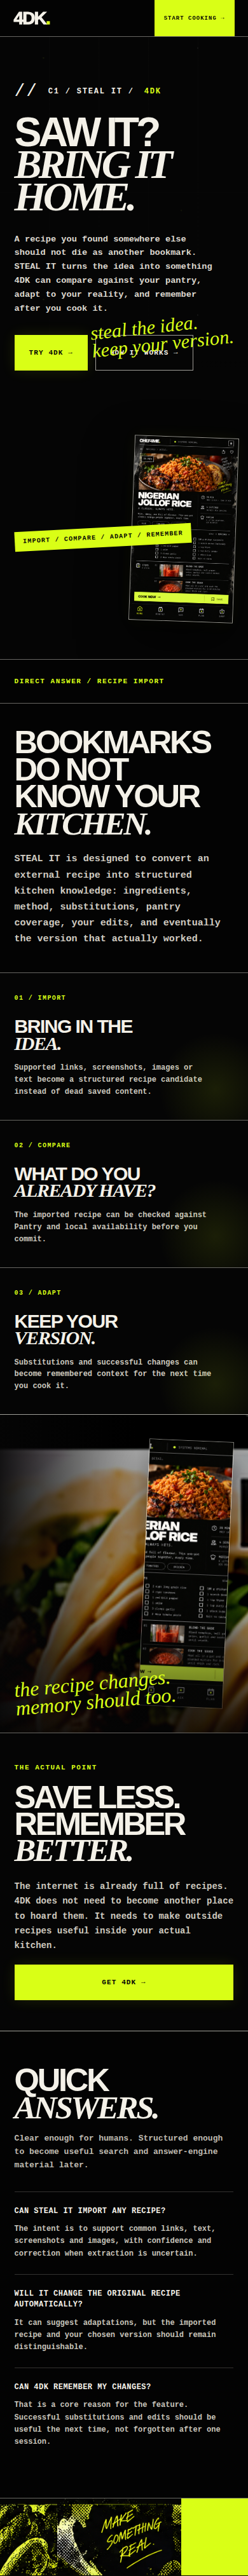 4DK.
START COOKING →
// C1 / STEAL IT / 4DK
SAW IT?
BRING IT
HOME.
A recipe you found somewhere else
should not die as another bookmark.
STEAL IT turns the idea into something
4DK can compare against your pantry,
adapt to your reality, and remember
after you cook it.
steal the idea.
keep your version.
TRY 4DK →
WORKS →
NIGERIAN
JOLLOF RICE
IMPORT / COMPARE / ADAPT / REMEMBER
DIRECT ANSWER / RECIPE IMPORT
BOOKMARKS
DO NOT
KNOW YOUR
KITCHEN.
STEAL IT is designed to convert an
external recipe into structured
kitchen knowledge: ingredients,
method, substitutions, pantry
coverage, your edits, and eventually
the version that actually worked.
01 / IMPORT
BRING IN THE
IDEA.
Supported links, screenshots, images or
text become a structured recipe candidate
instead of dead saved content.
02 / COMPARE
WHAT DO YOU
ALREADY HAVE?
The imported recipe can be checked against
Pantry and local availability before you
commit.
03 / ADAPT
KEEP YOUR
VERSION.
Substitutions and successful changes can
become remembered context for the next time
you cook it.
ERIAN
OF RICE
the recipe changes.
memory should too.
THE ACTUAL POINT
SAVE LESS.
REMEMBER
BETTER.
The internet is already full of recipes.
4DK does not need to become another place
to hoard them. It needs to make outside
recipes useful inside your actual
kitchen.
GET 4DK →
QUICK
ANSWERS.
Clear enough for humans. Structured enough
to become useful search and answer-engine
material later.
CAN STEAL IT IMPORT ANY RECIPE?
The intent is to support common links, text,
screenshots and images, with confidence and
correction when extraction is uncertain.
WILL IT CHANGE THE ORIGINAL RECIPE
AUTOMATICALLY?
It can suggest adaptations, but the imported
recipe and your chosen version should remain
distinguishable.
CAN 4DK REMEMBER MY CHANGES?
That is a core reason for the feature.
Successful substitutions and edits should be
useful the next time, not forgotten after one
session.
MAKE
SOMETHING
REAL.